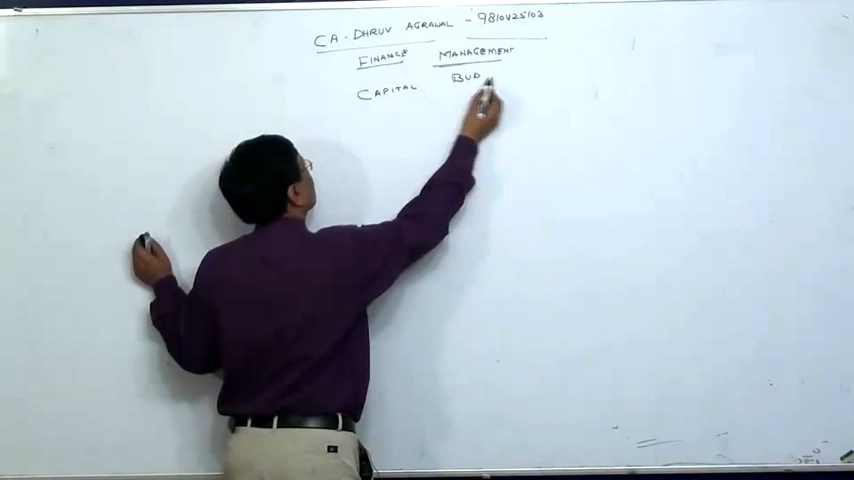 CA. DHRUV AGRAWAL - 9810425103
FINANCE MANAGEMENT
CAPITAL BUD